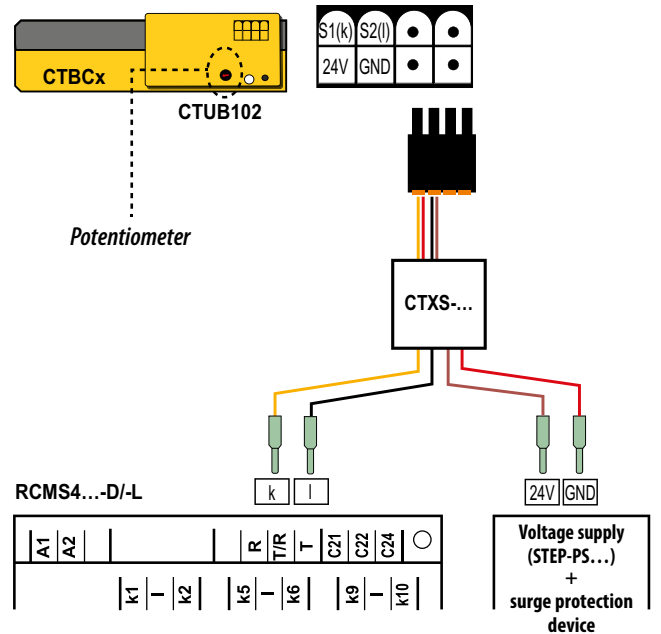 S1(k) S2(l)
24V GND
CTBCx
CTUB102
Potentiometer
CTXS-…
RCMS4…-D/-L
k l
24V GND
A1 A2 R T/R T C21 C22 C24
k1 l k2 k5 l k6 k9 l k10
Voltage supply
(STEP-PS…)
+
surge protection
device